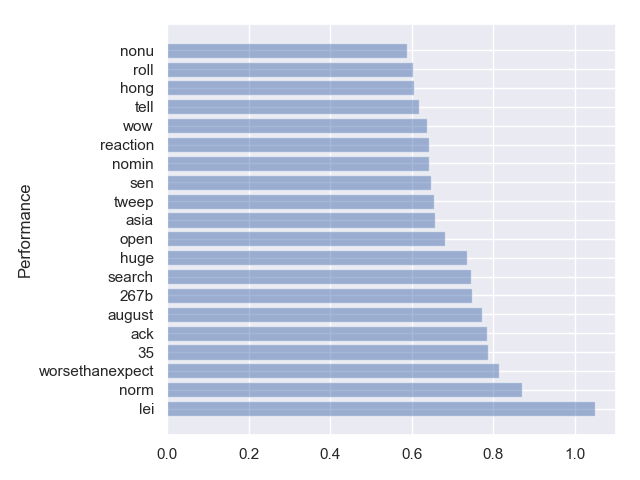 nonu
roll
hong
tell
wow
reaction
nomin
sen
tweep
asia
open
huge
search
267b
august
ack
35
worsethanexpect
norm
lei
Performance
0.0 0.2 0.4 0.6 0.8 1.0